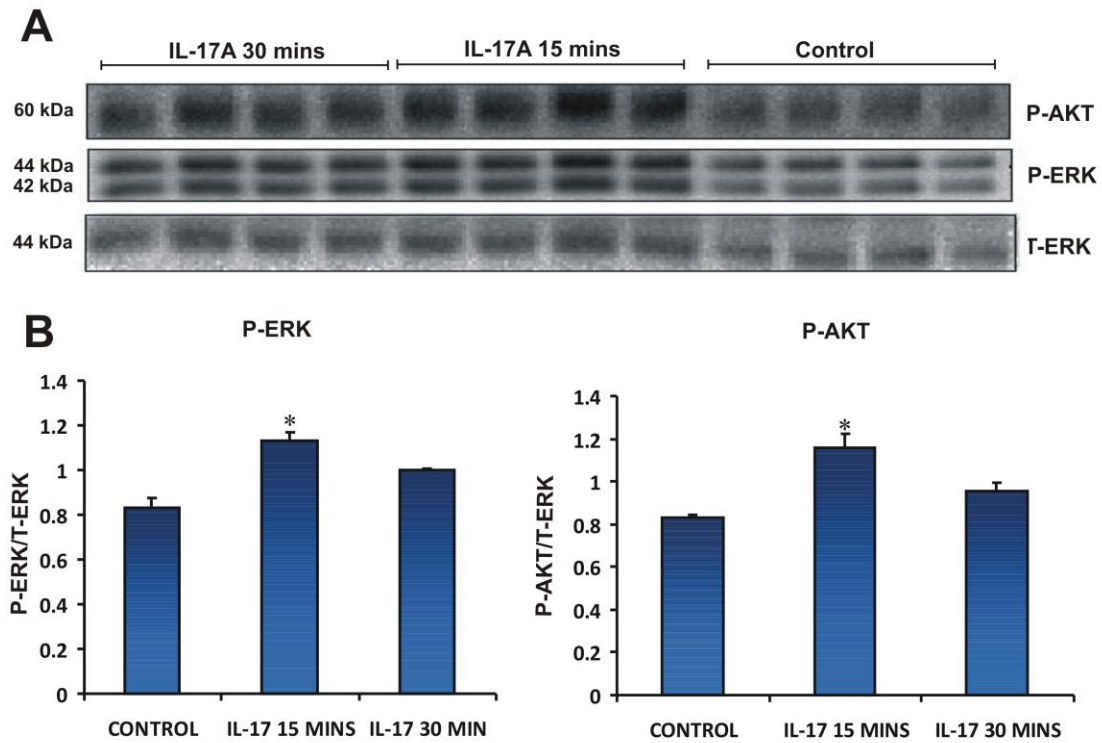 A
IL-17A 30 mins IL-17A 15 mins Control
60 kDa P-AKT
44 kDa
42 kDa P-ERK
44 kDa T-ERK
B
P-ERK
P-ERK/T-ERK
1.4
1.2
1
0.8
0.6
0.4
0.2
0
*
CONTROL IL-17 15 MINS IL-17 30 MIN
P-AKT
P-AKT/T-ERK
1.4
1.2
1
0.8
0.6
0.4
0.2
0
*
CONTROL IL-17 15 MINS IL-17 30 MINS